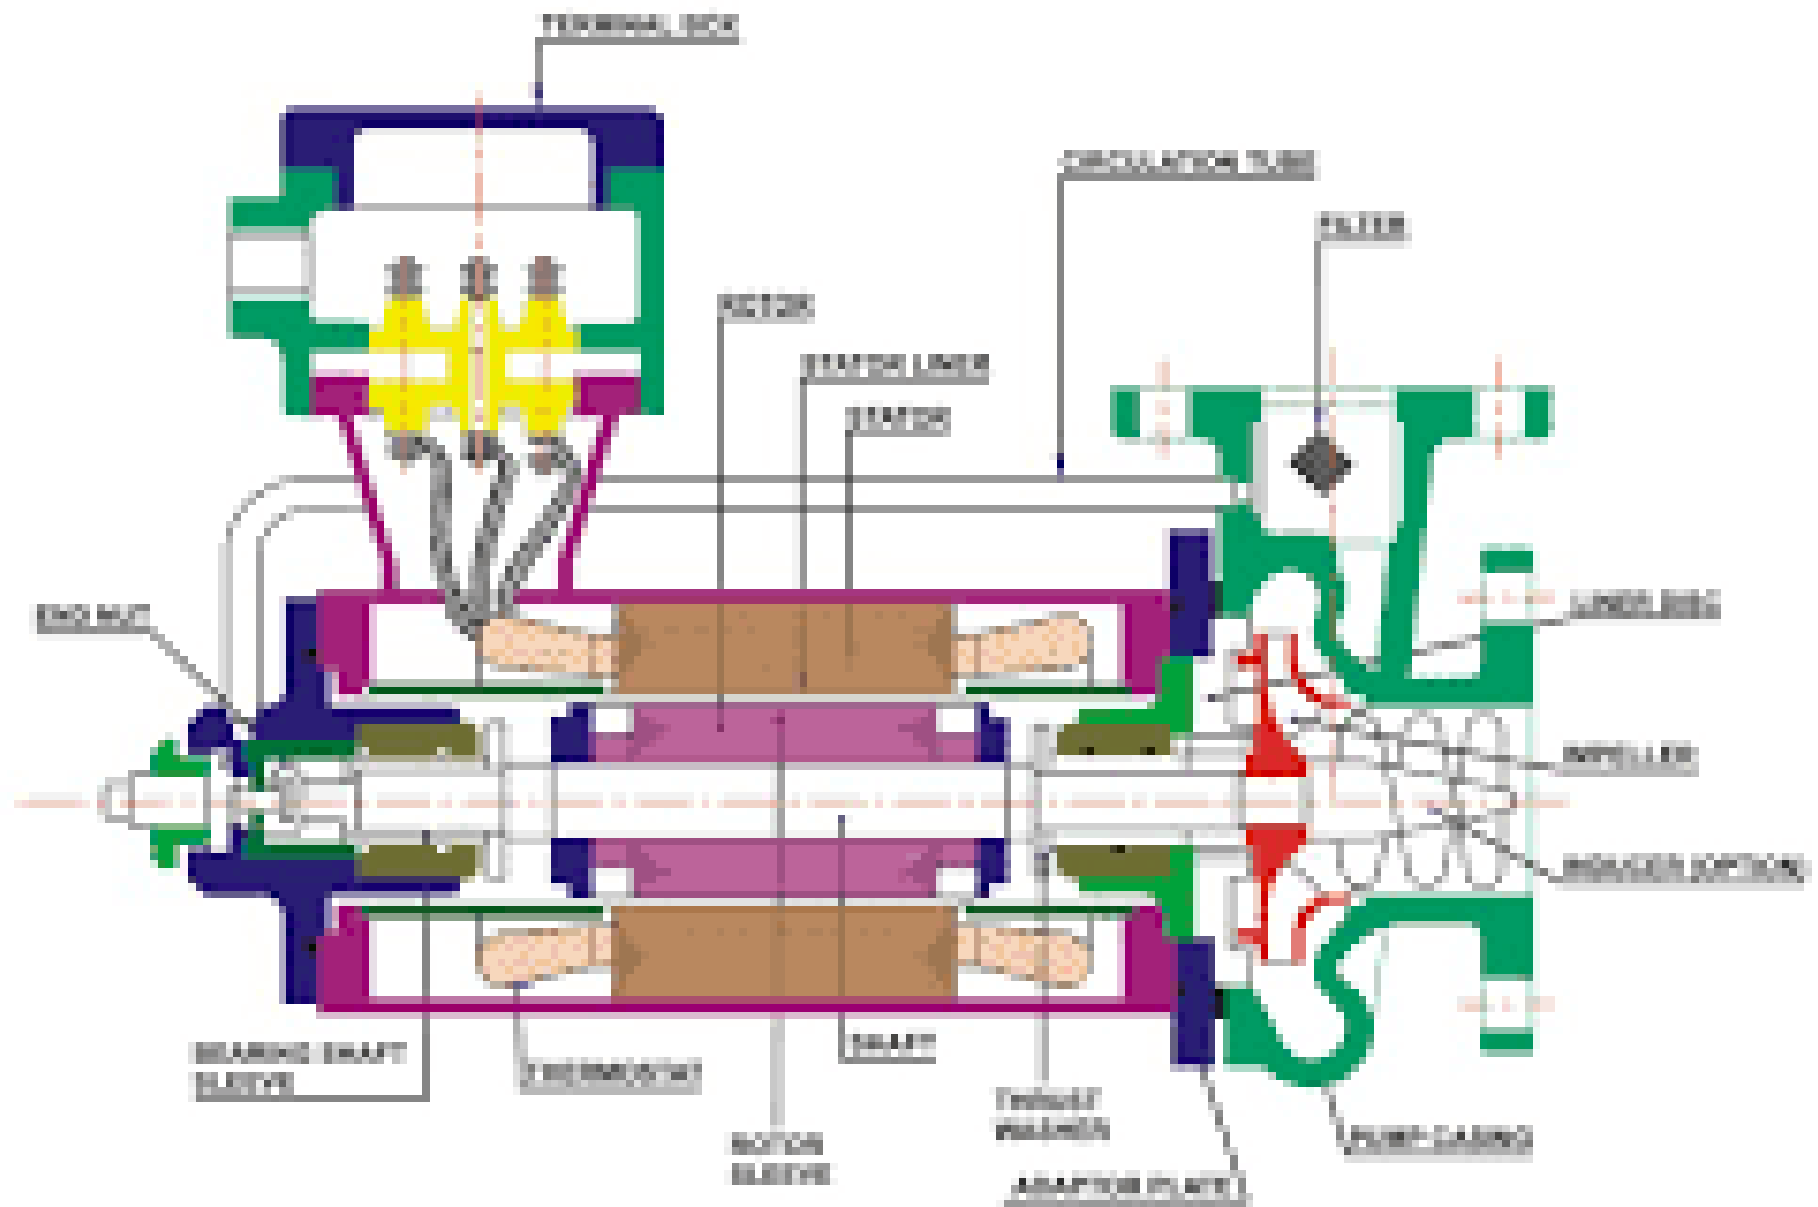 TERMINAL BOX
CIRCULATION TUBE
FILTER
ROTOR
STATOR LINER
STATOR
END NUT
LINER DISC
IMPELLER
INDUCER (OPTION)
BEARING SHAFT
SLEEVE
THERMOSTAT
SHAFT
THRUST
WASHER
ROTOR
SLEEVE
PUMP CASING
ADAPTOR PLATE